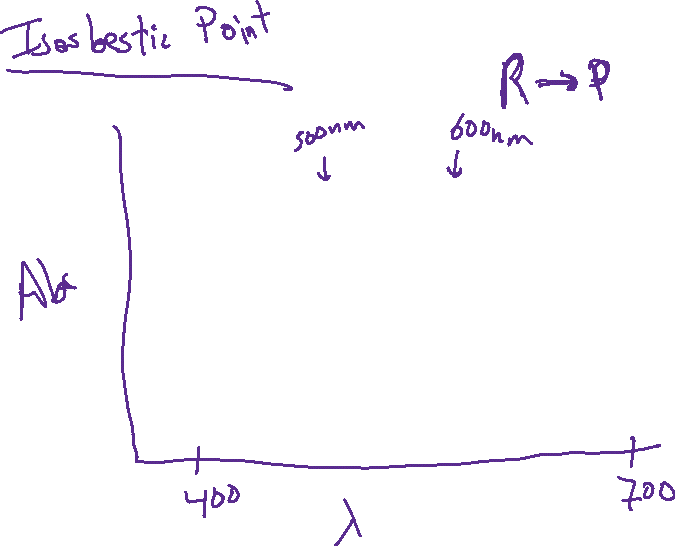 Isosbestic Point
R → P
500nm
600nm
Abs
400
700
λ